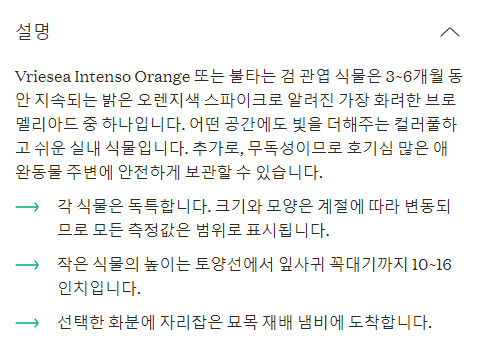 설명
Vriesea Intenso Orange 또는 불타는 검 관엽 식물은 3~6개월 동
안 지속되는 밝은 오렌지색 스파이크로 알려진 가장 화려한 브로
멜리아드 중 하나입니다. 어떤 공간에도 빛을 더해주는 컬러풀하
고 쉬운 실내 식물입니다. 추가로, 무독성이므로 호기심 많은 애
완동물 주변에 안전하게 보관할 수 있습니다.
각 식물은 독특합니다. 크기와 모양은 계절에 따라 변동되
므로 모든 측정값은 범위로 표시됩니다.
작은 식물의 높이는 토양선에서 잎사귀 꼭대기까지 10~16
인치입니다.
선택한 화분에 자리잡은 묘목 재배 냄비에 도착합니다.